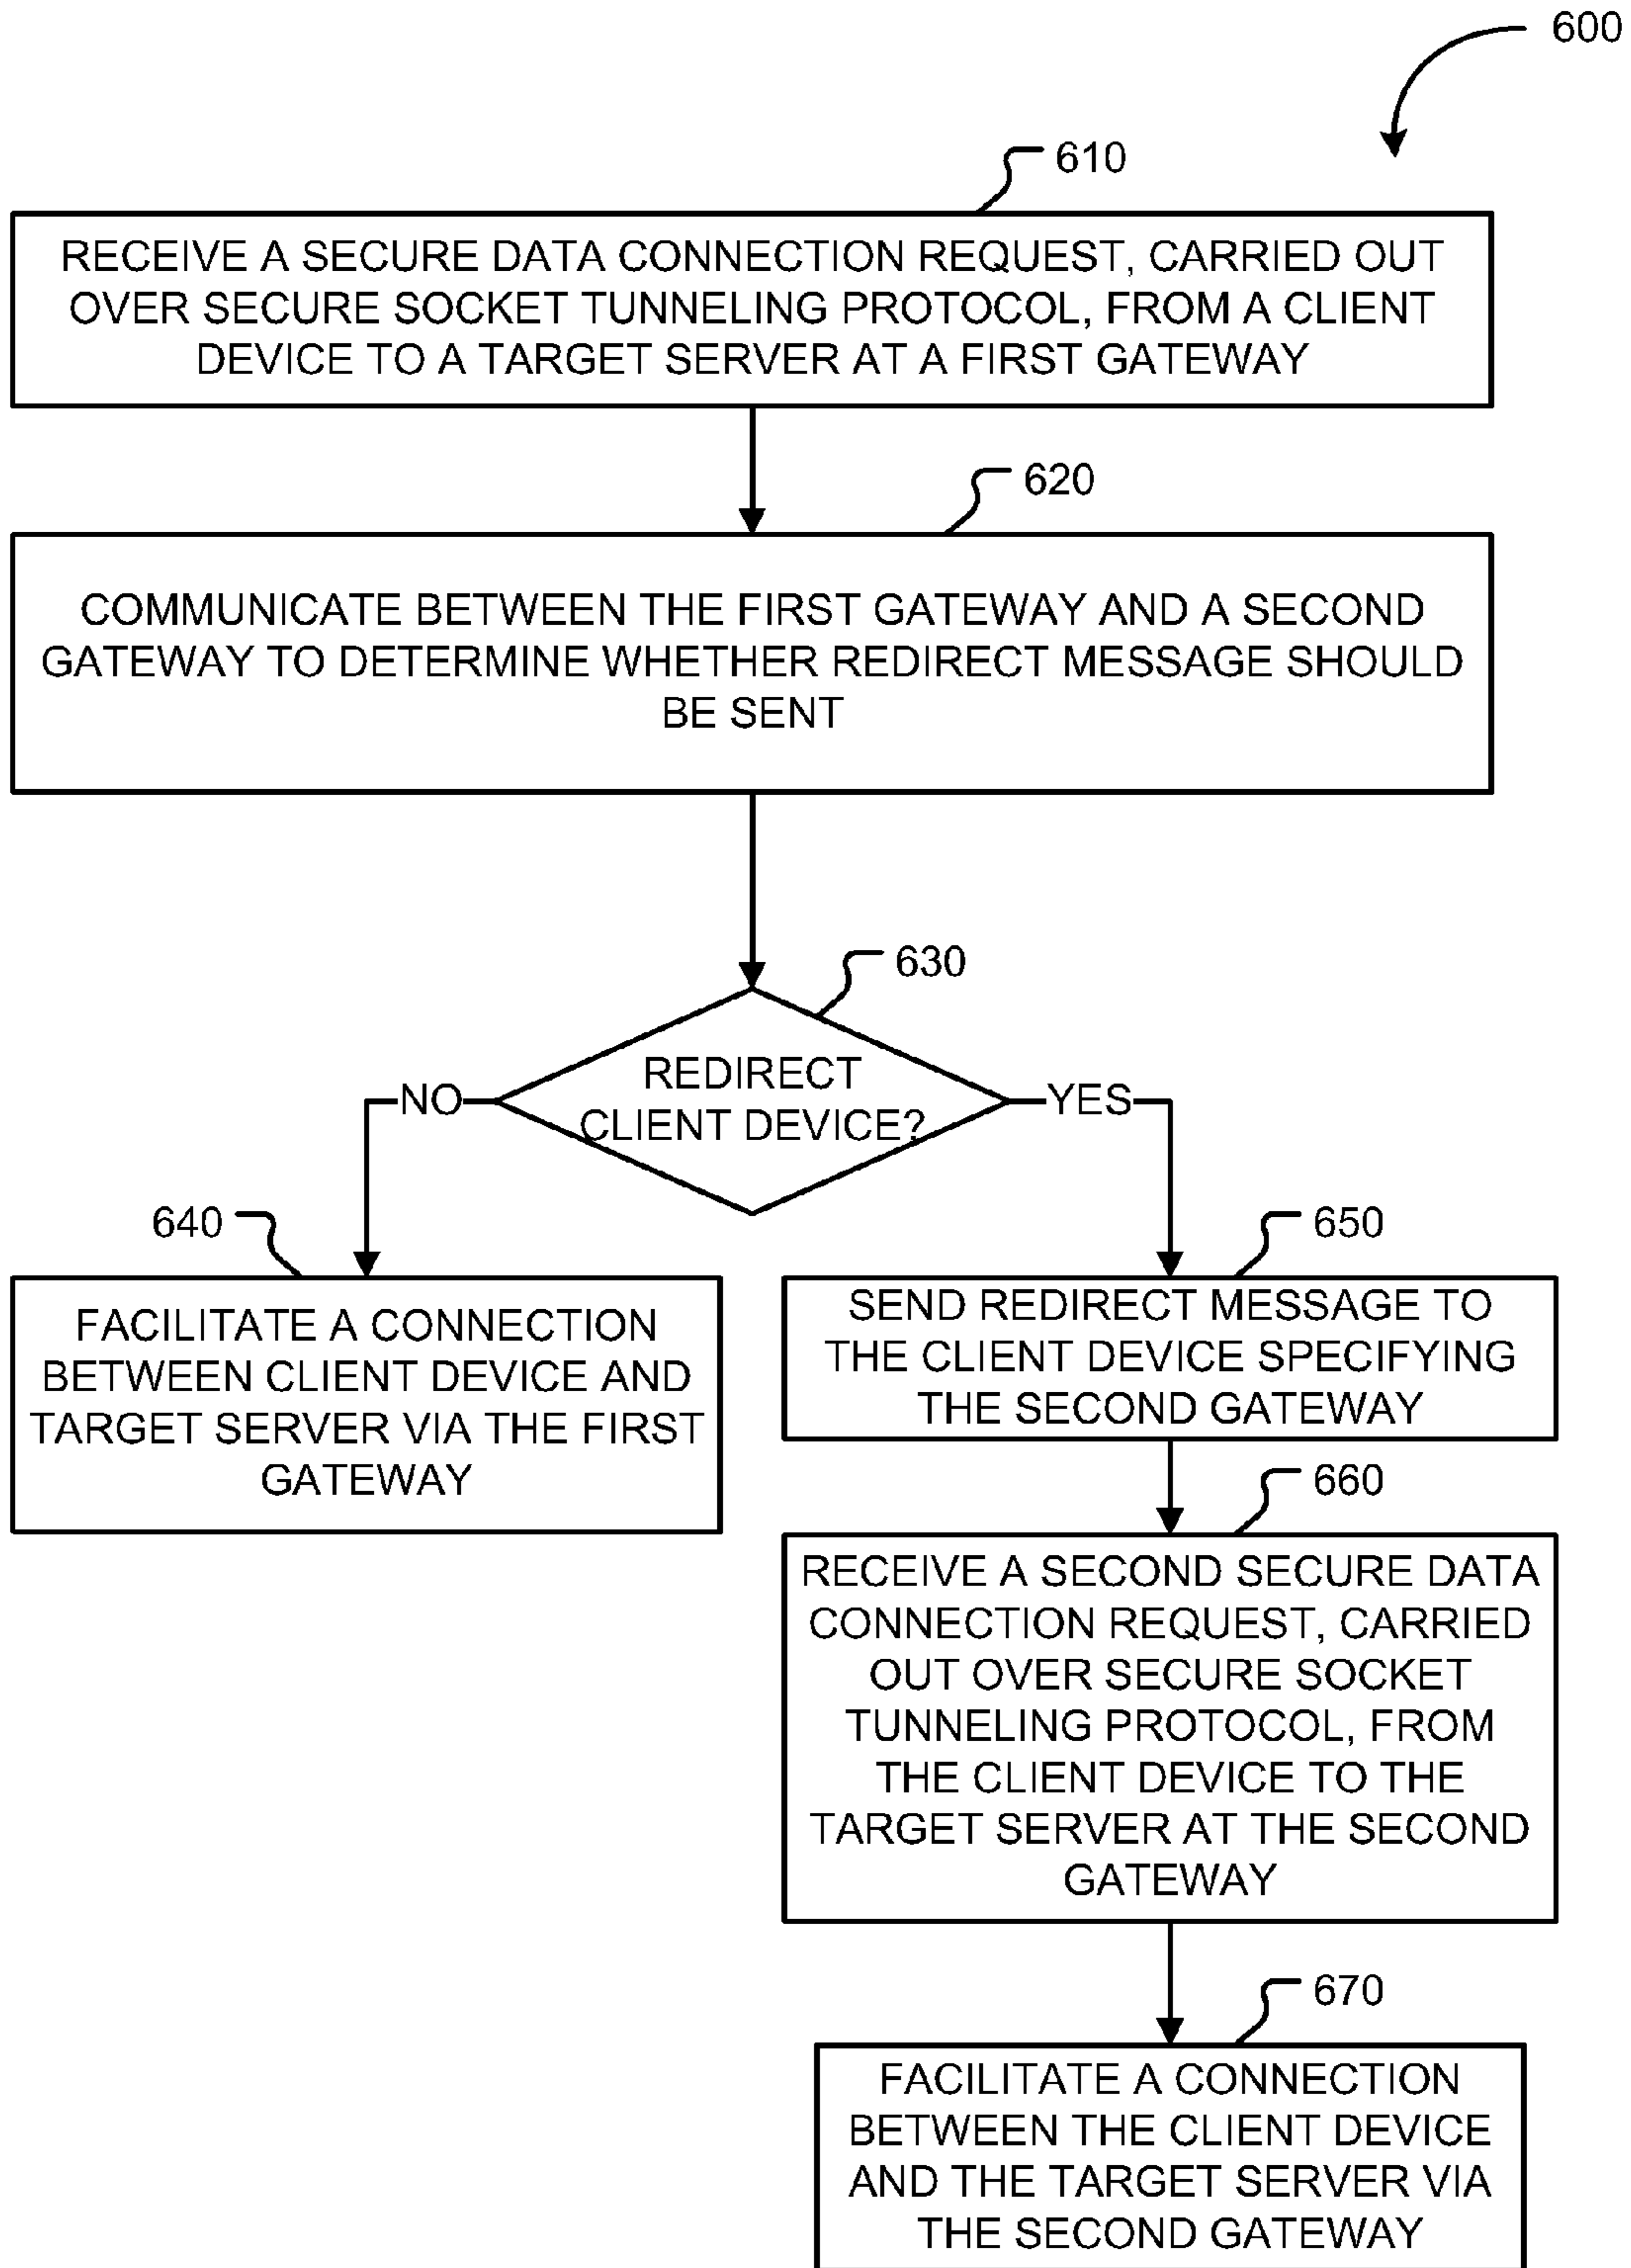 600
610
RECEIVE A SECURE DATA CONNECTION REQUEST, CARRIED OUT
OVER SECURE SOCKET TUNNELING PROTOCOL, FROM A CLIENT
DEVICE TO A TARGET SERVER AT A FIRST GATEWAY
620
COMMUNICATE BETWEEN THE FIRST GATEWAY AND A SECOND
GATEWAY TO DETERMINE WHETHER REDIRECT MESSAGE SHOULD
BE SENT
630
REDIRECT
CLIENT DEVICE?
NO
YES
640
FACILITATE A CONNECTION
BETWEEN CLIENT DEVICE AND
TARGET SERVER VIA THE FIRST
GATEWAY
650
SEND REDIRECT MESSAGE TO
THE CLIENT DEVICE SPECIFYING
THE SECOND GATEWAY
660
RECEIVE A SECOND SECURE DATA
CONNECTION REQUEST, CARRIED
OUT OVER SECURE SOCKET
TUNNELING PROTOCOL, FROM
THE CLIENT DEVICE TO THE
TARGET SERVER AT THE SECOND
GATEWAY
670
FACILITATE A CONNECTION
BETWEEN THE CLIENT DEVICE
AND THE TARGET SERVER VIA
THE SECOND GATEWAY